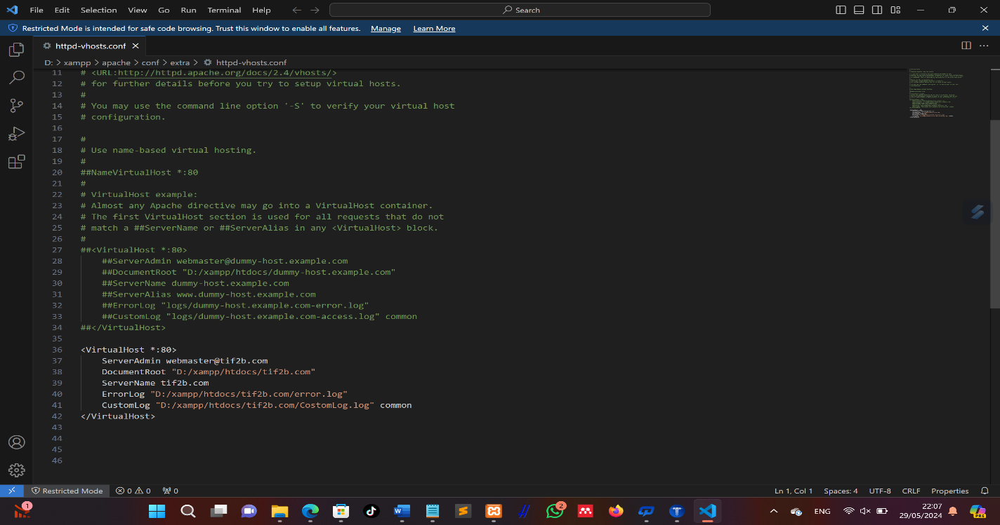 File Edit Selection View Go Run Terminal Help
Search
Restricted Mode is intended for safe code browsing. Trust this window to enable all features. Manage Learn More
httpd-vhosts.conf
D: > xampp > apache > conf > extra > httpd-vhosts.conf
11 # <URL:http://httpd.apache.org/docs/2.4/vhosts/>
12 # for further details before you try to setup virtual hosts.
13 #
14 # You may use the command line option '-S' to verify your virtual host
15 # configuration.
16
17 #
18 # Use name-based virtual hosting.
19 #
20 ##NameVirtualHost *:80
21 #
22 # VirtualHost example:
23 # Almost any Apache directive may go into a VirtualHost container.
24 # The first VirtualHost section is used for all requests that do not
25 # match a ##ServerName or ##ServerAlias in any <VirtualHost> block.
26 #
27 ##<VirtualHost *:80>
28 ##ServerAdmin webmaster@dummy-host.example.com
29 ##DocumentRoot "D:/xampp/htdocs/dummy-host.example.com"
30 ##ServerName dummy-host.example.com
31 ##ServerAlias www.dummy-host.example.com
32 ##ErrorLog "logs/dummy-host.example.com-error.log"
33 ##CustomLog "logs/dummy-host.example.com-access.log" common
34 ##</VirtualHost>
35
36 <VirtualHost *:80>
37 ServerAdmin webmaster@tif2b.com
38 DocumentRoot "D:/xampp/htdocs/tif2b.com"
39 ServerName tif2b.com
40 ErrorLog "D:/xampp/htdocs/tif2b.com/error.log"
41 CustomLog "D:/xampp/htdocs/tif2b.com/CostomLog.log" common
42 </VirtualHost>
43
44
45
46
Restricted Mode 0 0 0 Ln 1, Col 1 Spaces: 4 UTF-8 CRLF Properties
1 2 ENG 22:07 PRE
29/05/2024